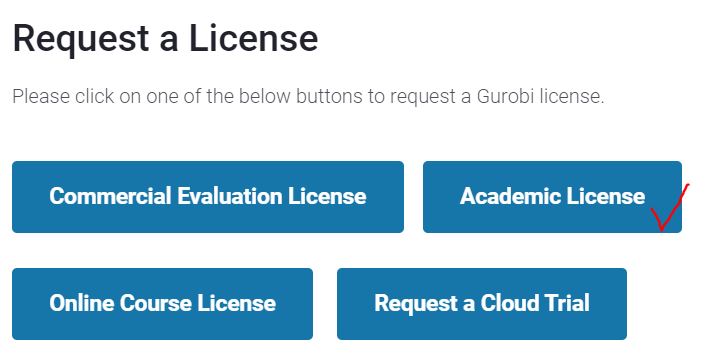 Request a License
Please click on one of the below buttons to request a Gurobi license.
Commercial Evaluation License
Academic License
Online Course License
Request a Cloud Trial